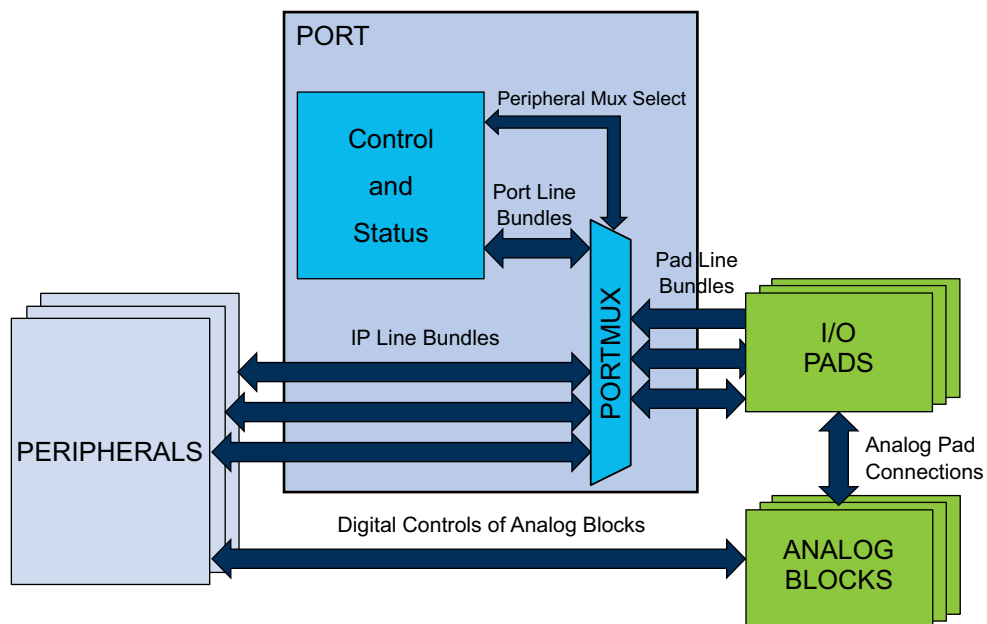 PORT
Peripheral Mux Select
Control
and
Status
Port Line
Bundles
Pad Line
Bundles
PORTMUX
I/O
PADS
IP Line Bundles
PERIPHERALS
Analog Pad
Connections
Digital Controls of Analog Blocks
ANALOG
BLOCKS